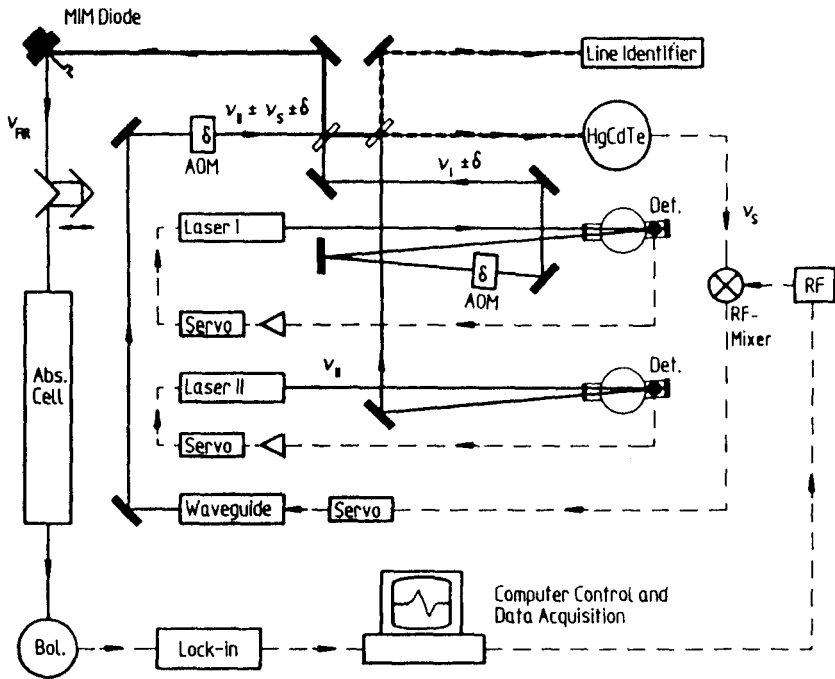 MIM Diode
Line Identifier
ν_FIR
ν_II ± ν_S ± δ
δ
AOM
HgCdTe
ν_I ± δ
ν_S
Laser I
Det.
δ
AOM
RF
RF-
Mixer
Servo
Abs.
Cell
Laser II
ν_II
Det.
Servo
Waveguide
Servo
Computer Control and
Data Acquisition
Bol.
Lock-in